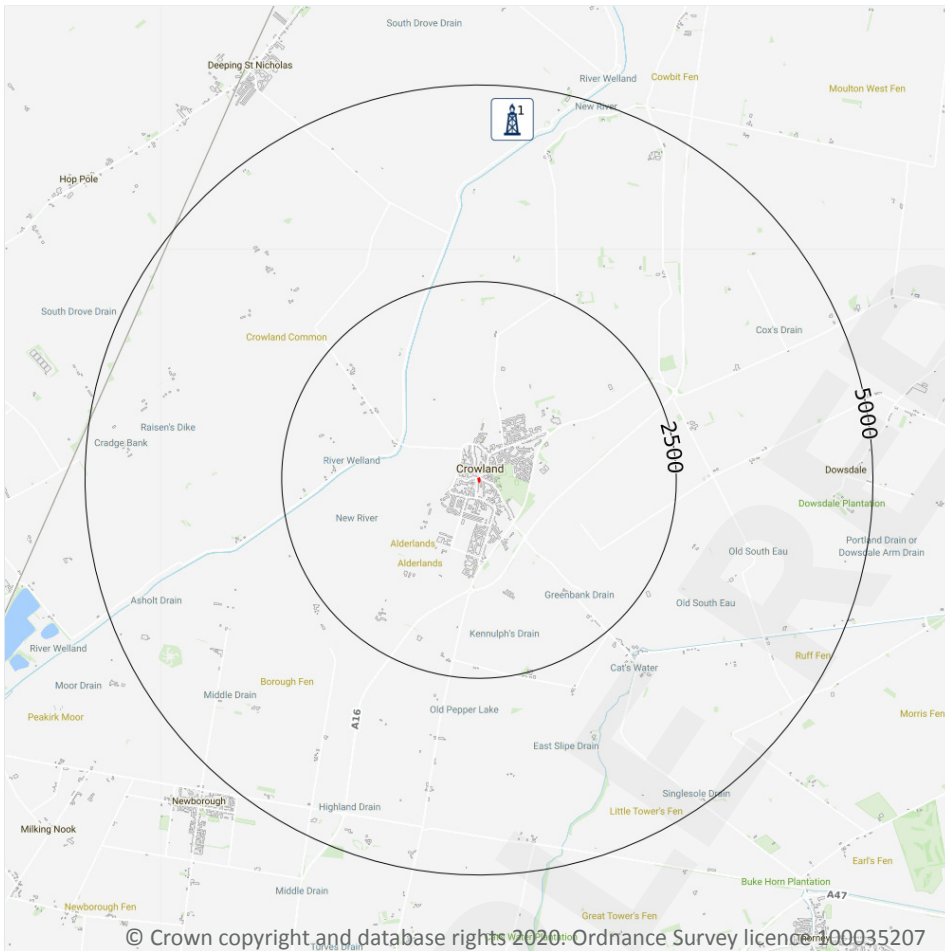 South Drove Drain
Deeping St Nicholas
River Welland
Cowbit Fen
Moulton West Fen
1
New River
Hop Pole
South Drove Drain
Crowland Common
Cox's Drain
5000
2500
Raisen's Dike
Cradge Bank
River Welland
Crowland
Dowsdale
Dowsdale Plantation
New River
Alderlands
Alderlands
Portland Drain or
Dowsdale Arm Drain
Old South Eau
Asholt Drain
Greenbank Drain
Old South Eau
Kennulph's Drain
River Welland
Cat's Water
Ruff Fen
Moor Drain
Borough Fen
Middle Drain
Old Pepper Lake
Peakirk Moor
A16
Morris Fen
East Slipe Drain
Newborough
Highland Drain
Singlesole Drain
Little Tower's Fen
Milking Nook
Earl's Fen
Buke Horn Plantation
Middle Drain
A47
Newborough Fen
Great Tower's Fen
© Crown copyright and database rights 2020. Ordnance Survey licence 100035207